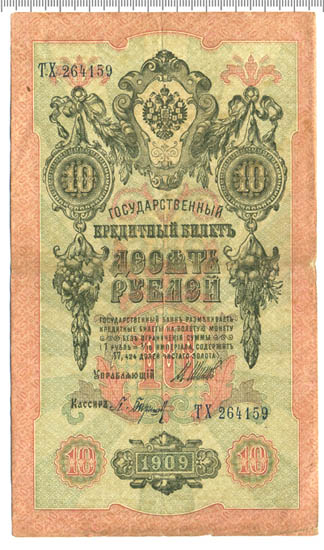 ТХ 264159
10 10
ГОСУДАРСТВЕННЫЙ
КРЕДИТНЫЙ БИЛЕТЪ
ДЕСЯТЬ
РУБЛЕЙ
ГОСУДАРСТВЕННЫЙ БАНКЪ РАЗМѢНИВАЕТЪ
КРЕДИТНЫЕ БИЛЕТЫ НА ЗОЛОТУЮ МОНЕТУ
БЕЗЪ ОГРАНИЧЕНІЯ СУММЫ
(1 РУБЛЬ = 1/15 ИМПЕРІАЛА, СОДЕРЖИТЪ
17,424 ДОЛЕЙ ЧИСТАГО ЗОЛОТА)
10
Управляющій
Кассиръ
ТХ 264159
10 1909 10